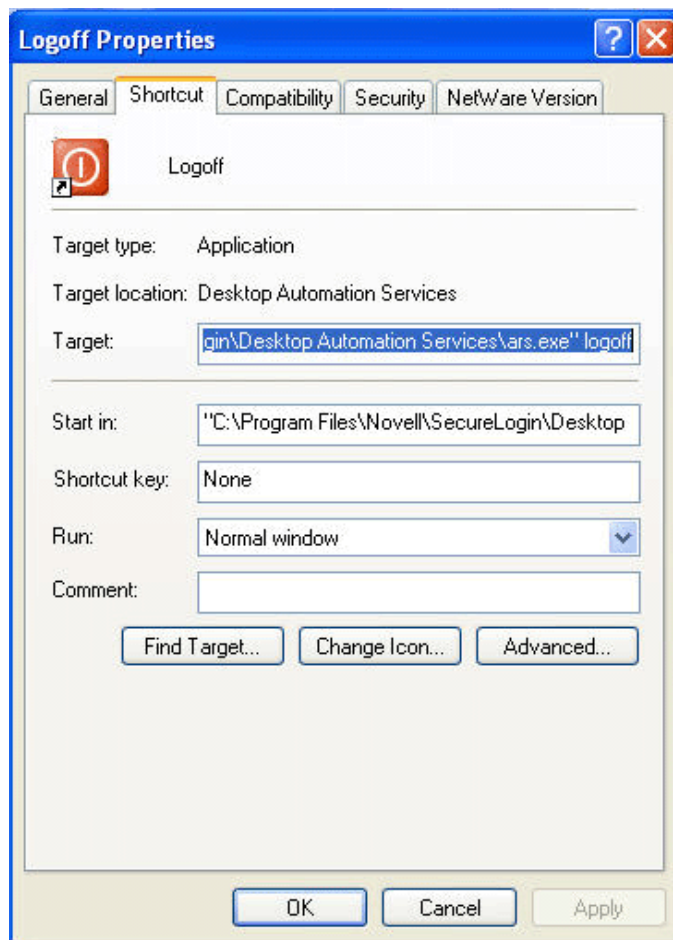 Logoff Properties
General Shortcut Compatibility Security NetWare Version
Logoff
Target type: Application
Target location: Desktop Automation Services
Target: gin\Desktop Automation Services\ars.exe" logoff
Start in: "C:\Program Files\Novell\SecureLogin\Desktop
Shortcut key: None
Run: Normal window
Comment:
Find Target... Change Icon... Advanced...
OK Cancel Apply